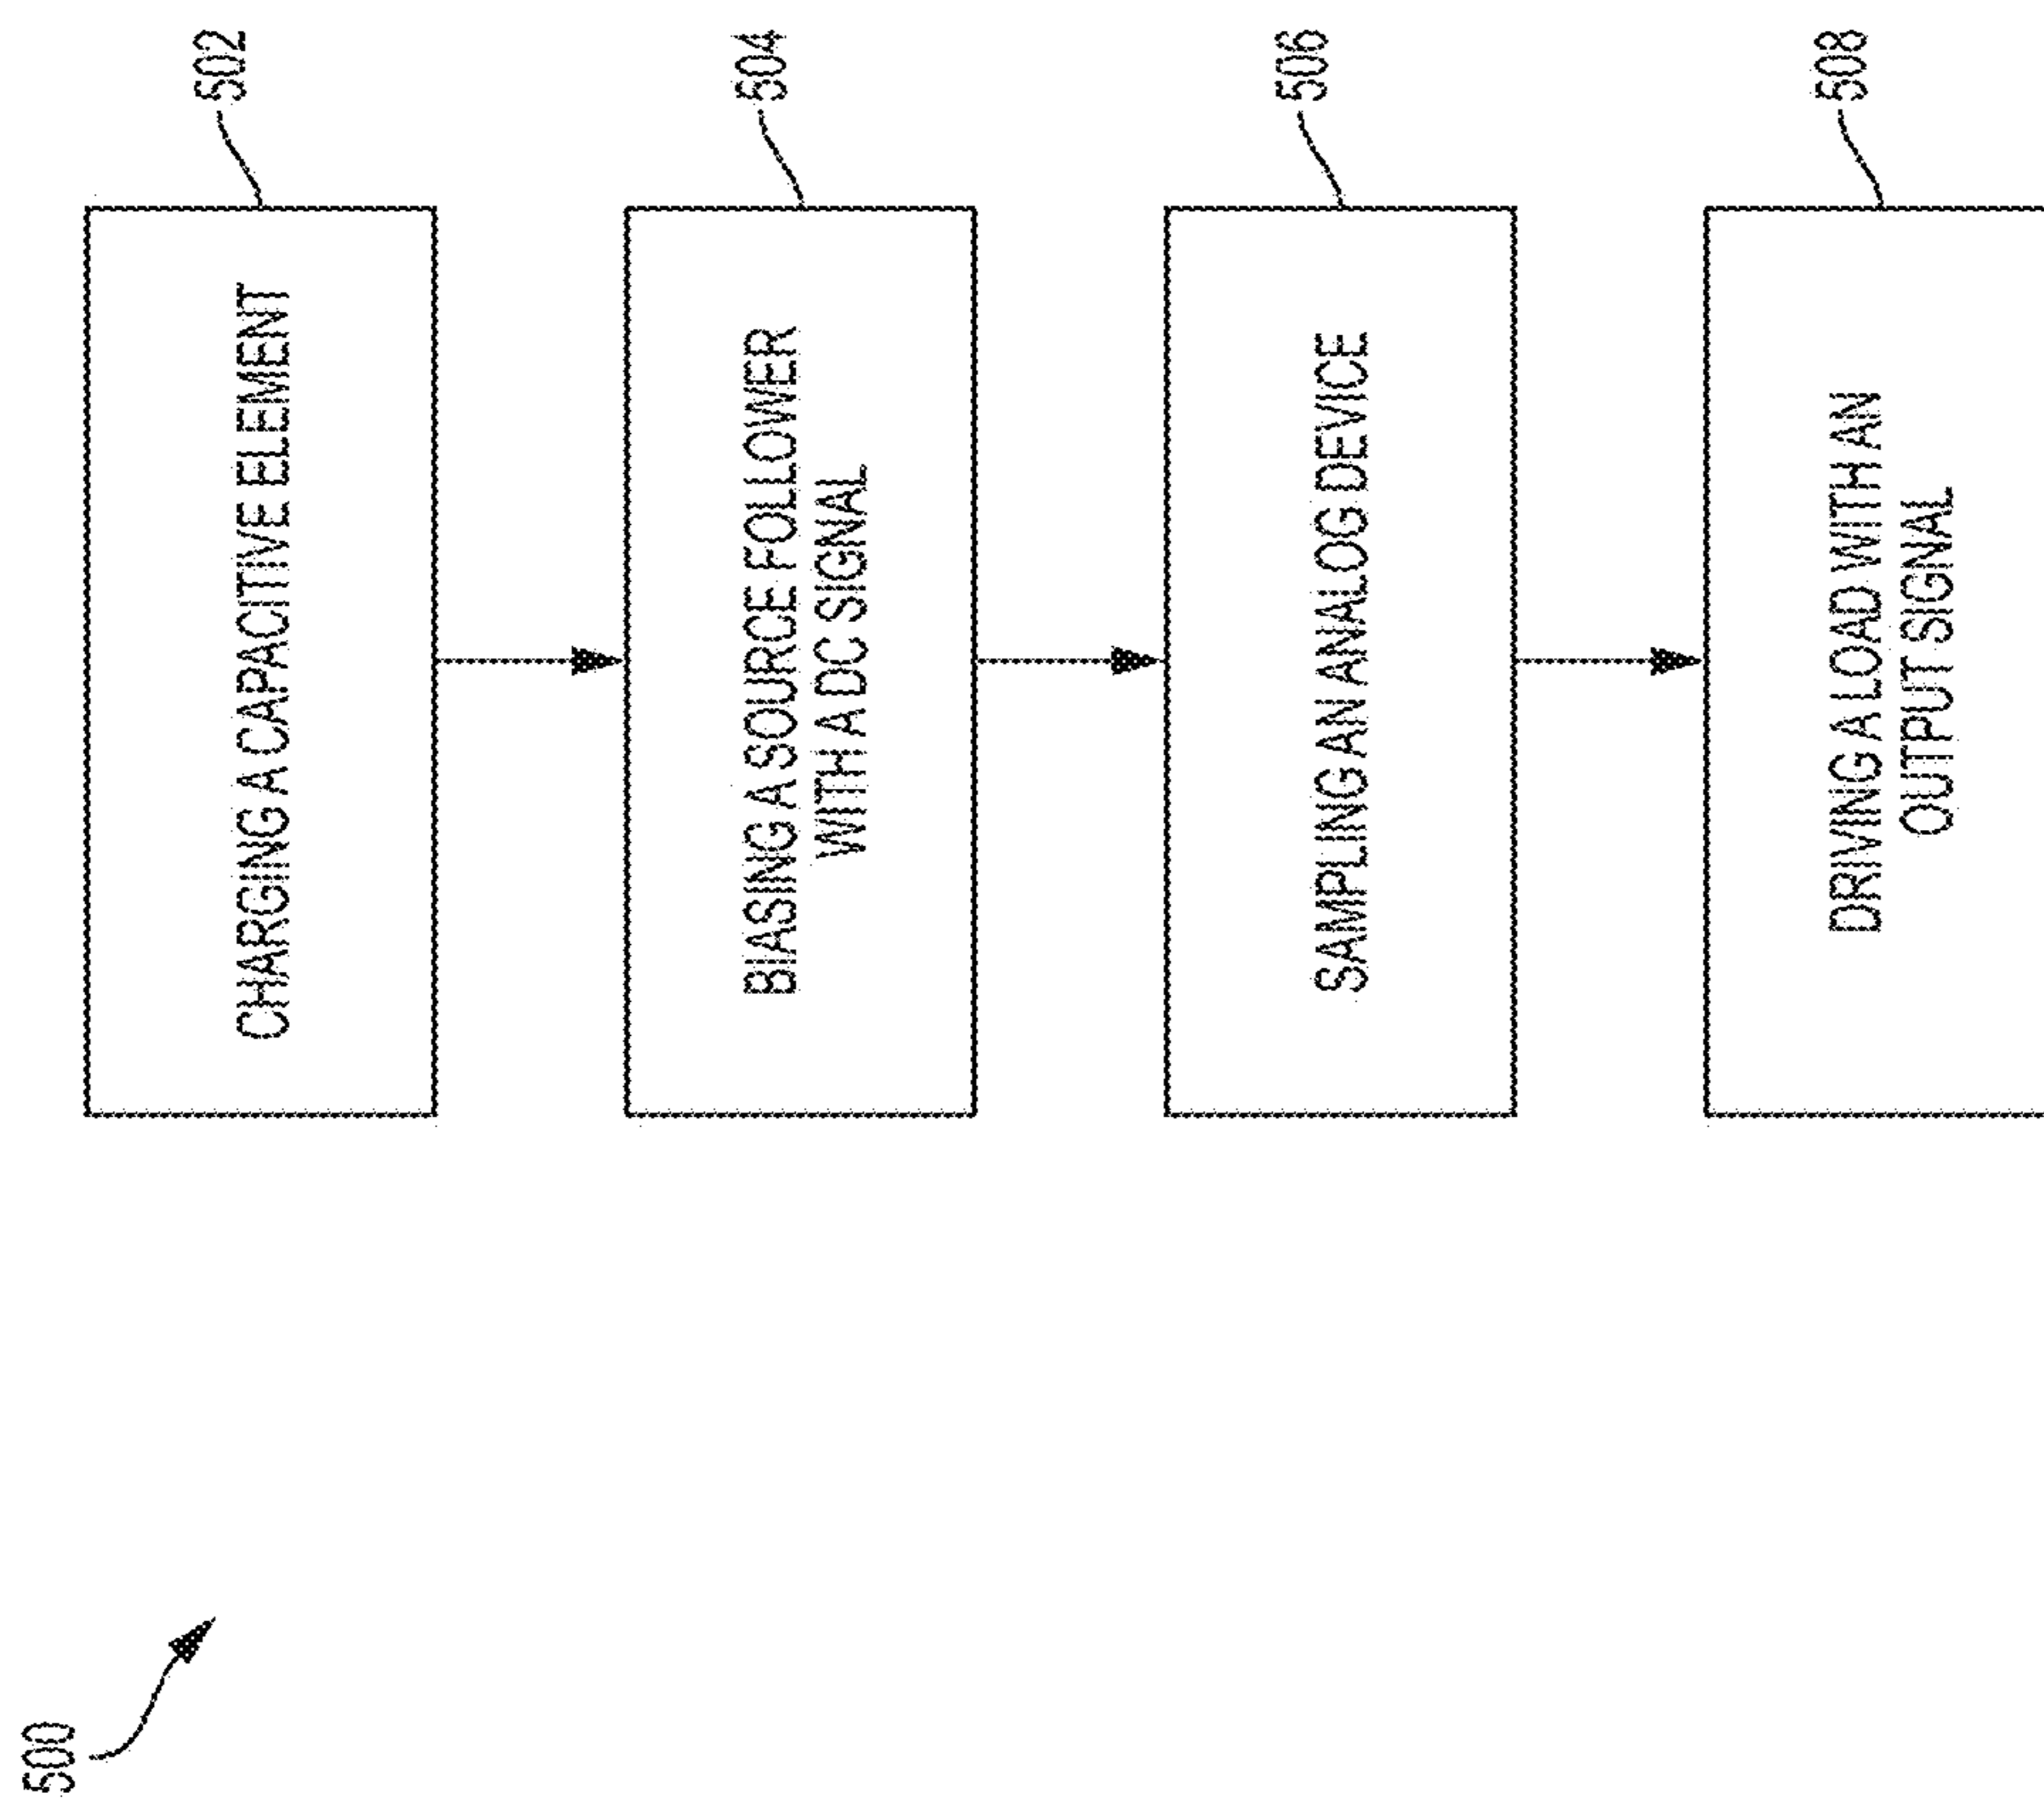 500
CHARGING A CAPACITIVE ELEMENT
502
BIASING A SOURCE FOLLOWER
WITH A DC SIGNAL
504
SAMPLING AN ANALOG DEVICE
506
DRIVING A LOAD WITH AN
OUTPUT SIGNAL
508